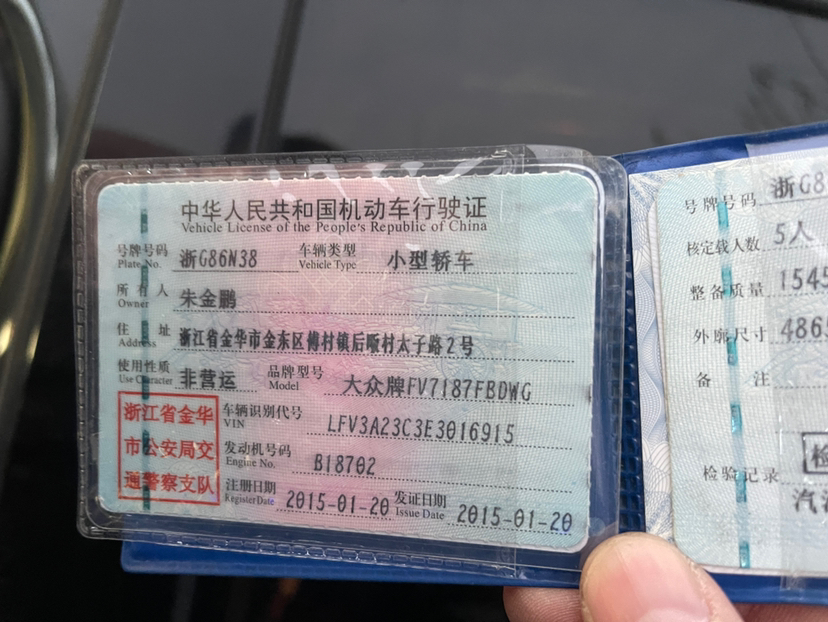 中华人民共和国机动车行驶证
Vehicle License of the People's Republic of China
号牌号码 浙G86N38 车辆类型 小型轿车
Plate No. Vehicle Type
所有人 朱金鹏
Owner
住址 浙江省金华市金东区傅村镇后畈村太子路2号
Address
使用性质 非营运 品牌型号 大众牌FV7187FBDWG
Use Character Model
浙江省金华
市公安局交
通警察支队
车辆识别代号 LFV3A23C3E3016915
VIN
发动机号码 B18702
Engine No.
注册日期 2015-01-20 发证日期 2015-01-20
Register Date Issue Date
号牌号码 浙G8
核定载人数 5人
整备质量 1545
外廓尺寸 486
备注
检验记录
检
汽